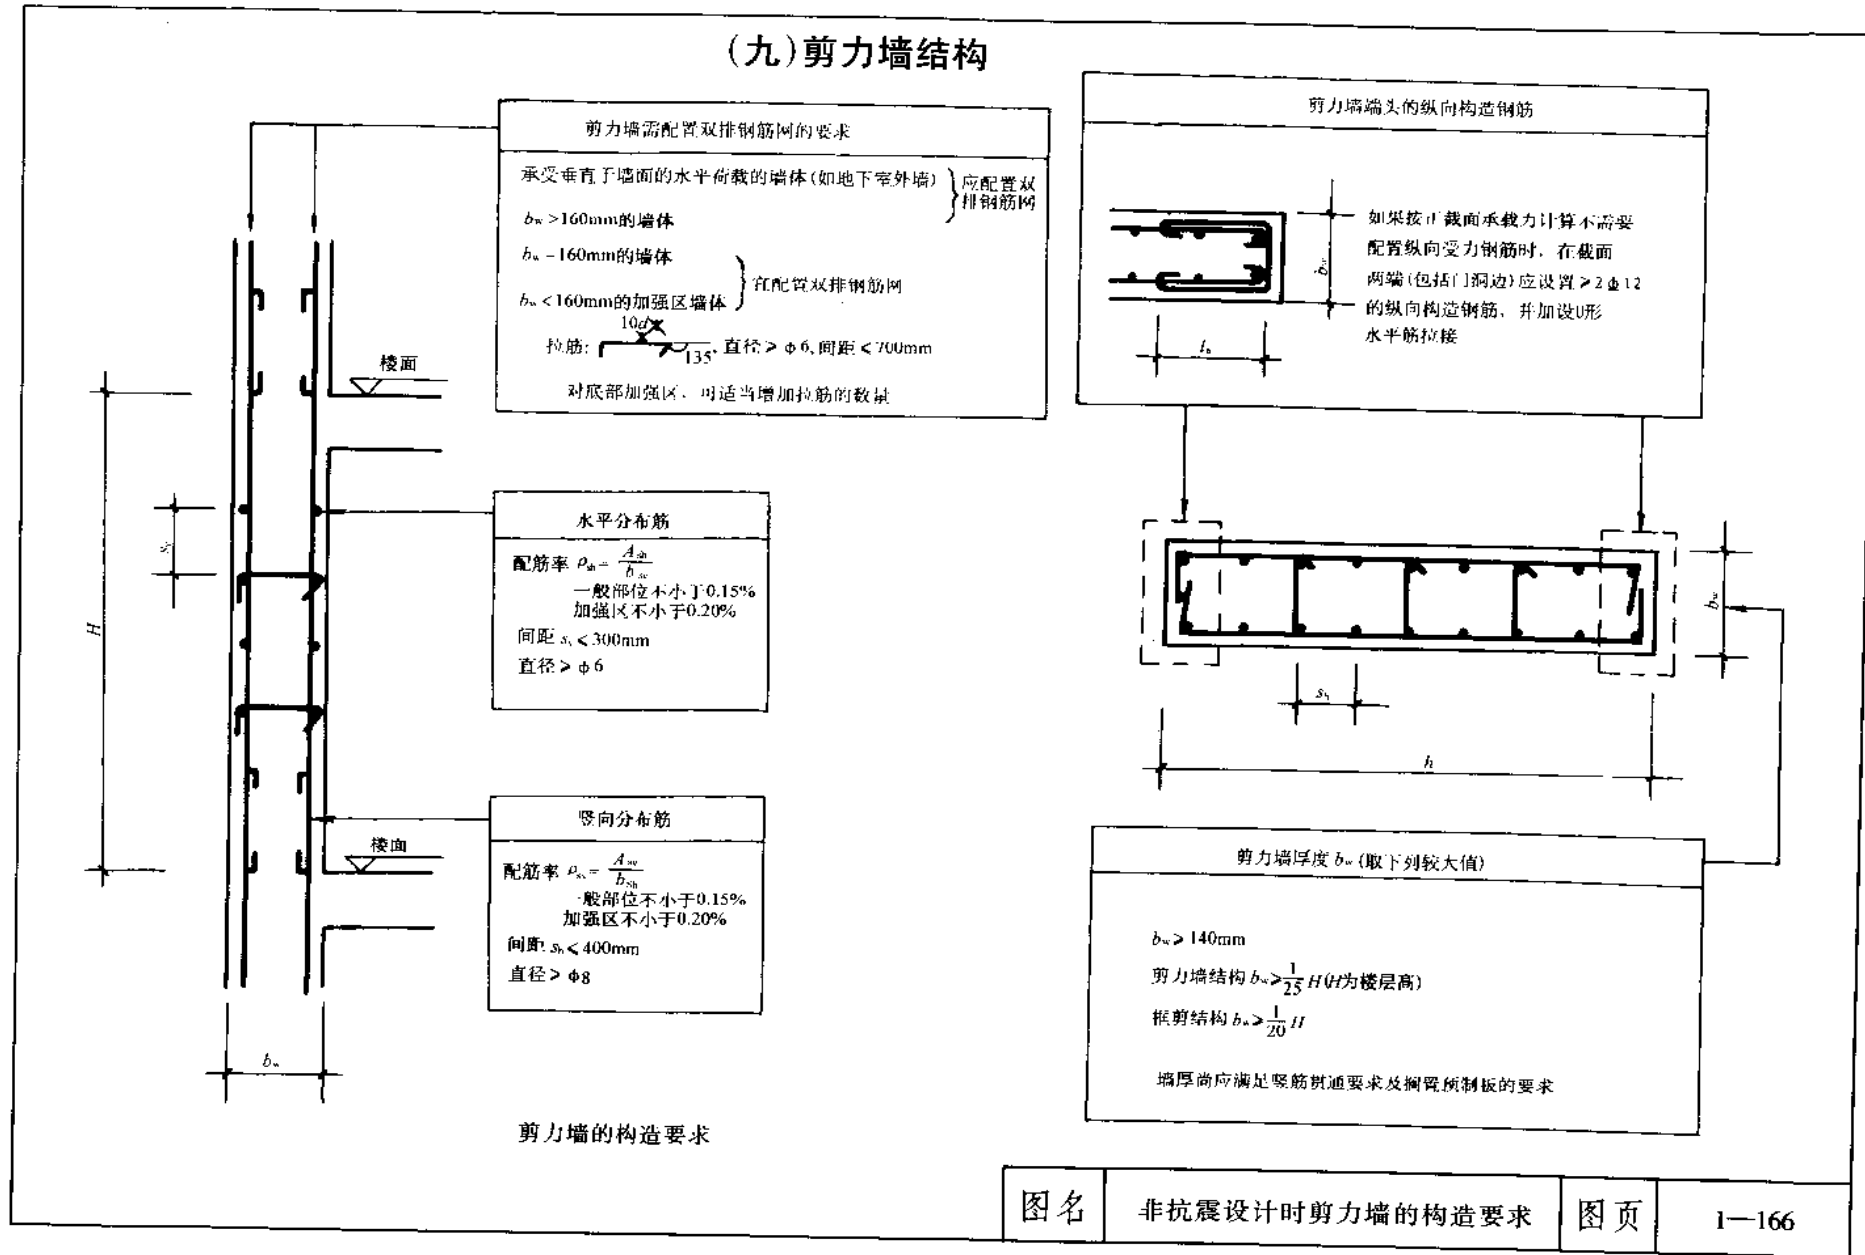 (九)剪力墙结构
剪力墙需配置双排钢筋网的要求
承受垂直于墙面的水平荷载的墙体(如地下室外墙)
应配置双
排钢筋网
bw>160mm的墙体
bw=160mm的墙体
bw<160mm的加强区墙体
宜配置双排钢筋网
10d
拉筋: 135°, 直径≥φ6, 间距≤700mm
对底部加强区、可适当增加拉筋的数量
剪力墙端头的纵向构造钢筋
如果按正截面承载力计算不需要
配置纵向受力钢筋时, 在截面
两端(包括门洞边)应设置≥2Φ12
的纵向构造钢筋, 并加设U形
水平筋拉接
bw
la
楼面
H
sv
水平分布筋
配筋率 ρsh=Ash/bsv
一般部位不小于0.15%
加强区不小于0.20%
间距 sv≤300mm
直径≥φ6
竖向分布筋
配筋率 ρsv=Asv/bsh
一般部位不小于0.15%
加强区不小于0.20%
间距 sh≤400mm
直径≥φ8
楼面
bw
bw
sh
h
剪力墙厚度 bw (取下列较大值)
bw≥140mm
剪力墙结构 bw≥1/25 H(H为楼层高)
框剪结构 bw≥1/20 H
墙厚尚应满足竖筋贯通要求及搁置预制板的要求
剪力墙的构造要求
图名 非抗震设计时剪力墙的构造要求 图页 1—166